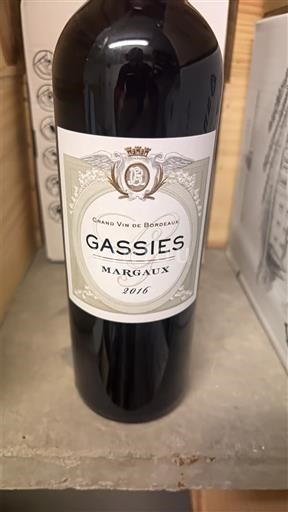 GRAND VIN DE BORDEAUX
GASSIES
MARGAUX
2016